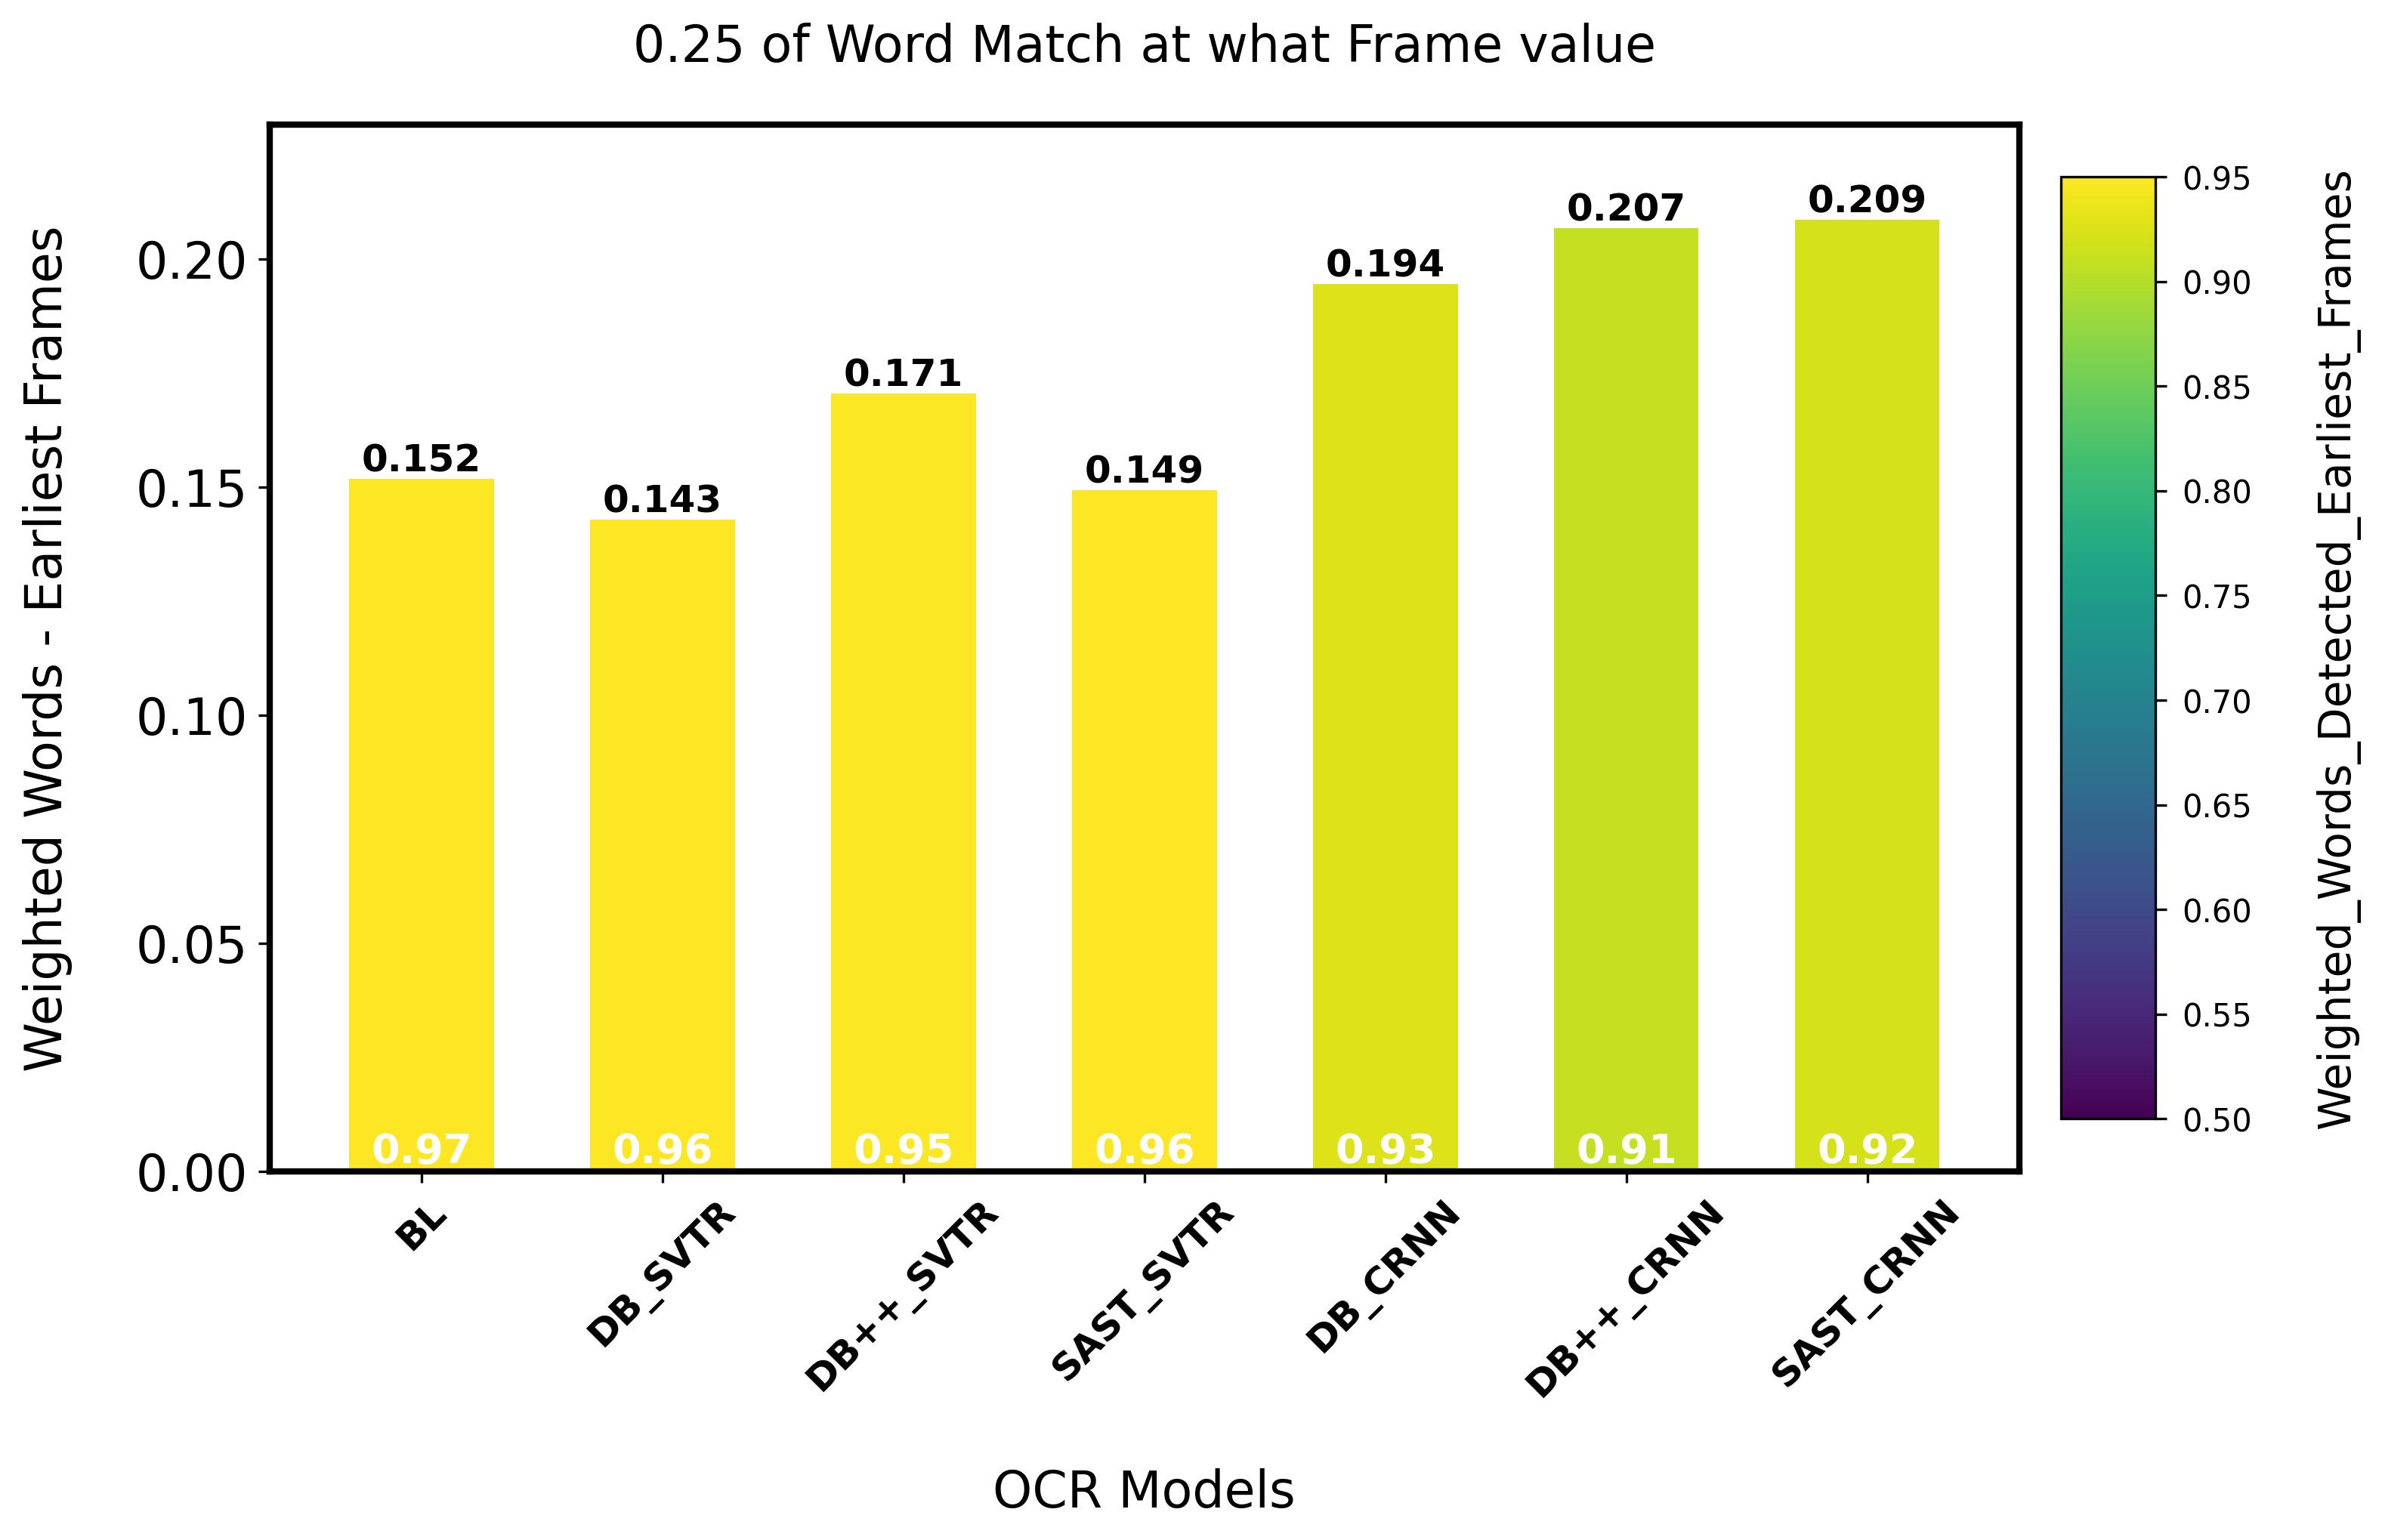 0.25 of Word Match at what Frame value
Weighted Words - Earliest Frames
0.20
0.15
0.10
0.05
0.00
0.152
0.143
0.171
0.149
0.194
0.207
0.209
0.97
0.96
0.95
0.96
0.93
0.91
0.92
BL
DB_SVTR
DB++_SVTR
SAST_SVTR
DB_CRNN
DB++_CRNN
SAST_CRNN
OCR Models
0.95
0.90
0.85
0.80
0.75
0.70
0.65
0.60
0.55
0.50
Weighted_Words_Detected_Earliest_Frames